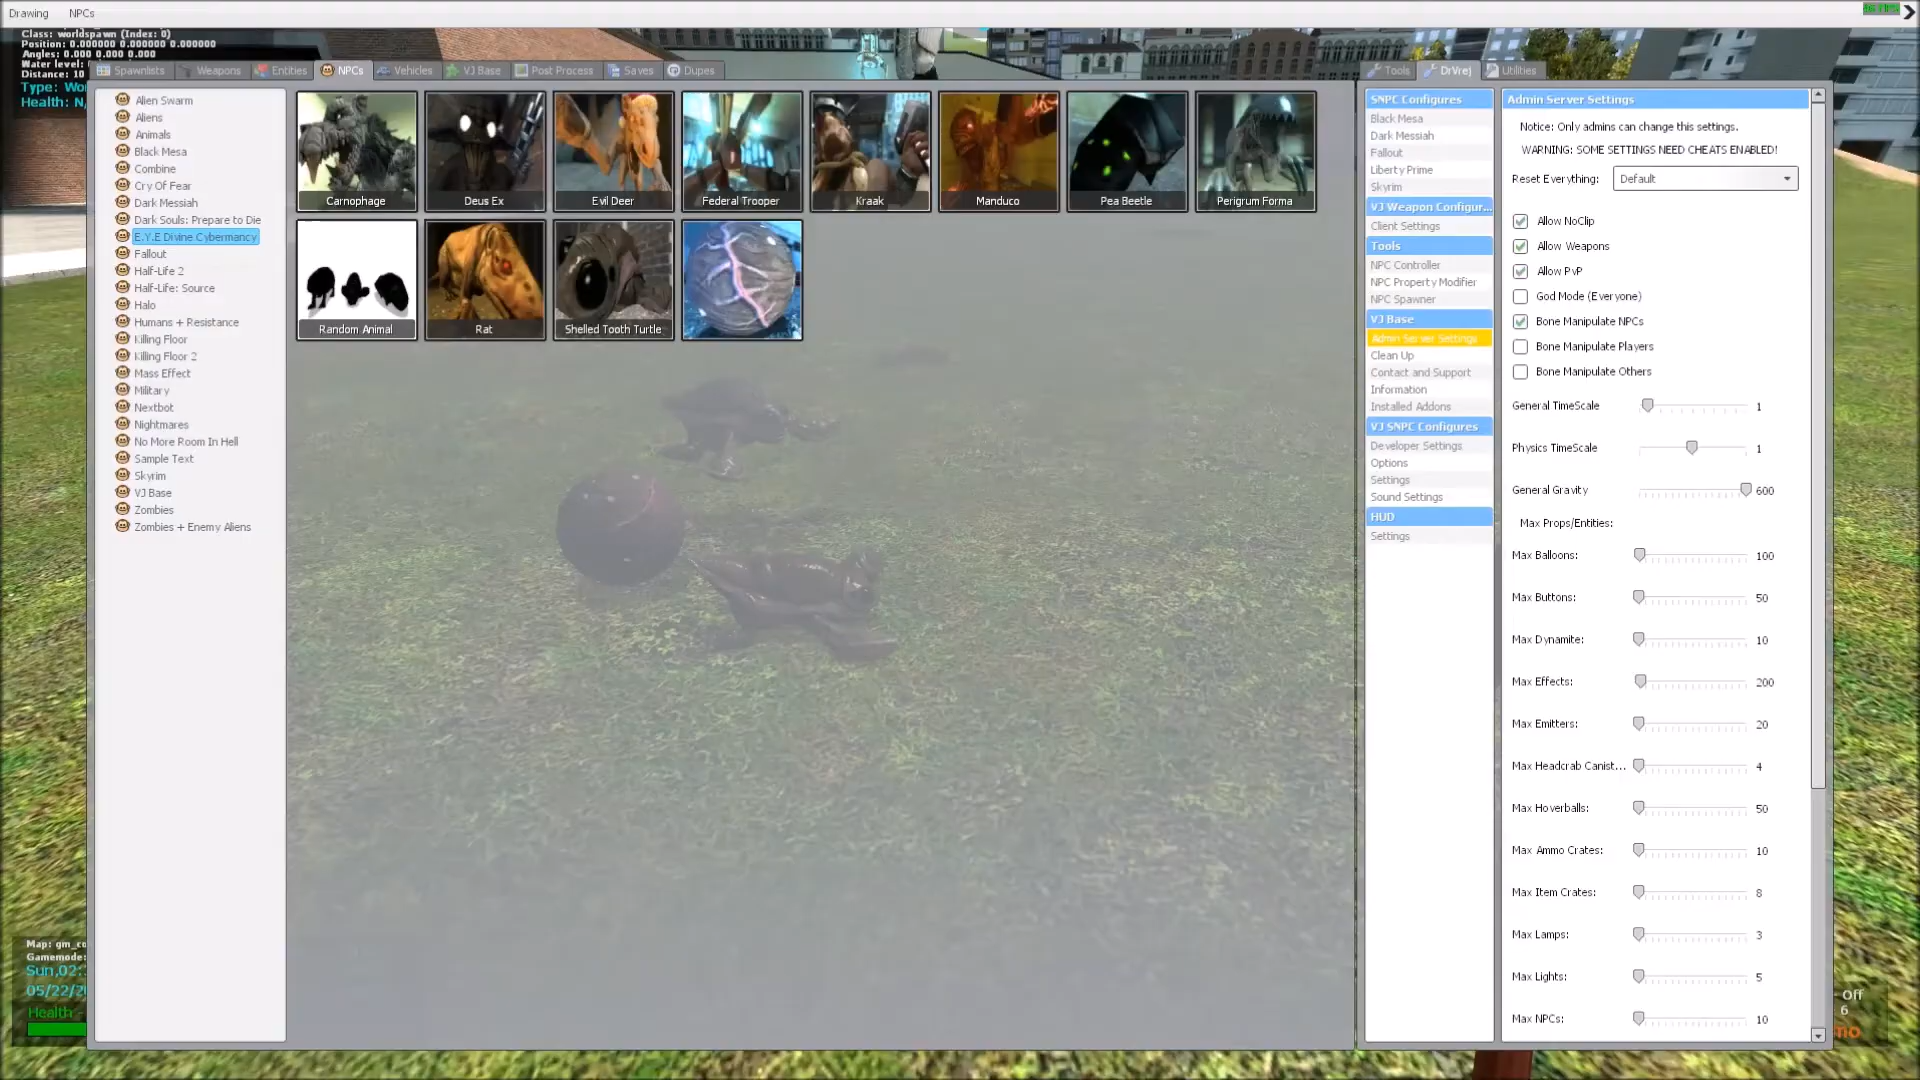 Drawing NPCs
Class: worldspawn (Index: 0)
Position: 0.000000 0.000000 0.000000
Angles: 0.000 0.000 0.000
Water level:
Distance: 10
Type: Wor
Health: N/
Spawnlists Weapons Entities NPCs Vehicles VJ Base Post Process Saves Dupes
Alien Swarm
Aliens
Animals
Black Mesa
Combine
Cry Of Fear
Dark Messiah
Dark Souls: Prepare to Die
E.Y.E Divine Cybermancy
Fallout
Half-Life 2
Half-Life: Source
Halo
Humans + Resistance
Killing Floor
Killing Floor 2
Mass Effect
Military
Nextbot
Nightmares
No More Room In Hell
Sample Text
Skyrim
VJ Base
Zombies
Zombies + Enemy Aliens
Carnophage Deus Ex Evil Deer Federal Trooper Kraak Manduco Pea Beetle Perigrum Forma
Random Animal Rat Shelled Tooth Turtle
Tools DrVrej Utilities
SNPC Configures
Black Mesa
Dark Messiah
Fallout
Liberty Prime
Skyrim
VJ Weapon Configur...
Client Settings
Tools
NPC Controller
NPC Property Modifier
NPC Spawner
VJ Base
Admin Server Settings
Clean Up
Contact and Support
Information
Installed Addons
VJ SNPC Configures
Developer Settings
Options
Settings
Sound Settings
HUD
Settings
Admin Server Settings
Notice: Only admins can change this settings.
WARNING: SOME SETTINGS NEED CHEATS ENABLED!
Reset Everything: Default
Allow NoClip
Allow Weapons
Allow PvP
God Mode (Everyone)
Bone Manipulate NPCs
Bone Manipulate Players
Bone Manipulate Others
General TimeScale 1
Physics TimeScale 1
General Gravity 600
Max Props/Entities:
Max Balloons: 100
Max Buttons: 50
Max Dynamite: 10
Max Effects: 200
Max Emitters: 20
Max Headcrab Canist... 4
Max Hoverballs: 50
Max Ammo Crates: 10
Max Item Crates: 8
Max Lamps: 3
Max Lights: 5
Max NPCs: 10
Map: gm_co
Gamemode:
Sun,02:
05/22/20
Health -
Off
6
mo